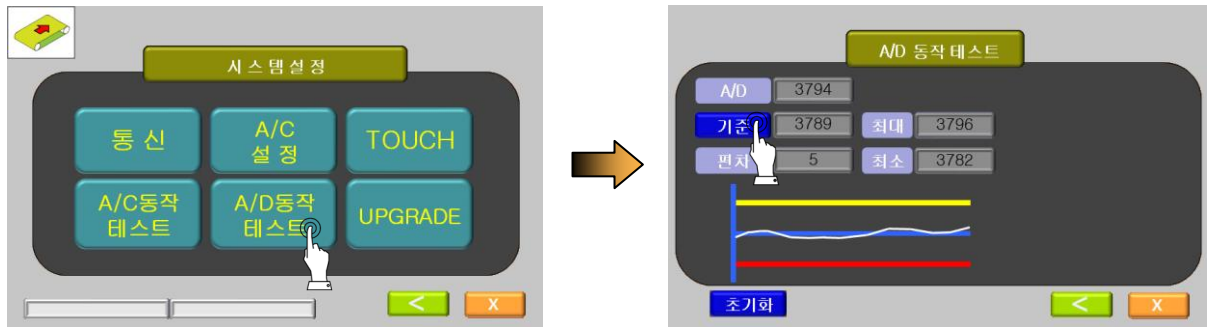 시스템설정
통신
A/C
설정
TOUCH
A/C동작
테스트
A/D동작
테스트
UPGRADE
<
X
A/D 동작 테스트
A/D 3794
기준 3789 최대 3796
편차 5 최소 3782
초기화
<
X